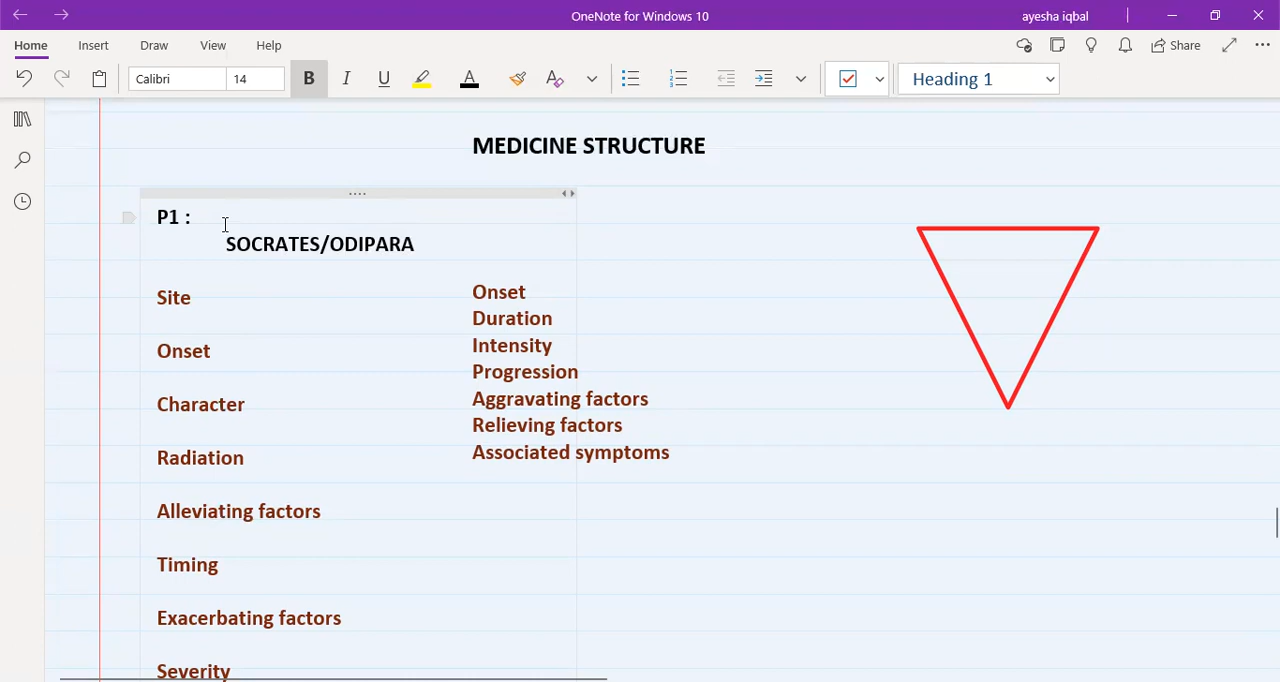 OneNote for Windows 10
ayesha iqbal
Home Insert Draw View Help
Share
Calibri 14 B I U A A Heading 1
MEDICINE STRUCTURE
P1 :
SOCRATES/ODIPARA
Site
Onset
Character
Radiation
Alleviating factors
Timing
Exacerbating factors
Severity
Onset
Duration
Intensity
Progression
Aggravating factors
Relieving factors
Associated symptoms